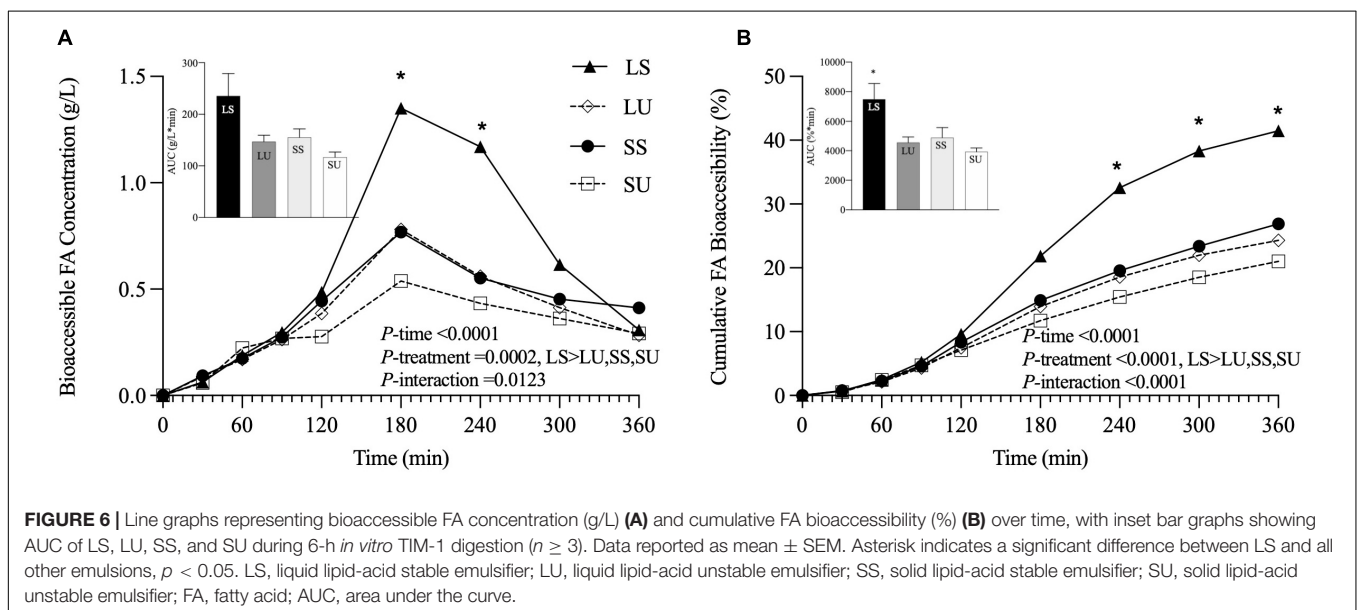 A
Bioaccessible FA Concentration (g/L)
1.5
1.0
0.5
0.0
0
60
120
180
240
300
360
Time (min)
*
*
AUC (g/L*min)
300
200
100
0
LS
LU
SS
SU
LS
LU
SS
SU
P-time <0.0001
P-treatment =0.0002, LS>LU,SS,SU
P-interaction =0.0123
B
Cumulative FA Bioaccesibility (%)
50
40
30
20
10
0
0
60
120
180
240
300
360
Time (min)
*
*
*
AUC (%*min)
10000
8000
6000
4000
2000
0
*
LS
LU
SS
SU
P-time <0.0001
P-treatment <0.0001, LS>LU,SS,SU
P-interaction <0.0001
FIGURE 6 | Line graphs representing bioaccessible FA concentration (g/L) (A) and cumulative FA bioaccessibility (%) (B) over time, with inset bar graphs showing
AUC of LS, LU, SS, and SU during 6-h in vitro TIM-1 digestion (n ≥ 3). Data reported as mean ± SEM. Asterisk indicates a significant difference between LS and all
other emulsions, p < 0.05. LS, liquid lipid-acid stable emulsifier; LU, liquid lipid-acid unstable emulsifier; SS, solid lipid-acid stable emulsifier; SU, solid lipid-acid
unstable emulsifier; FA, fatty acid; AUC, area under the curve.